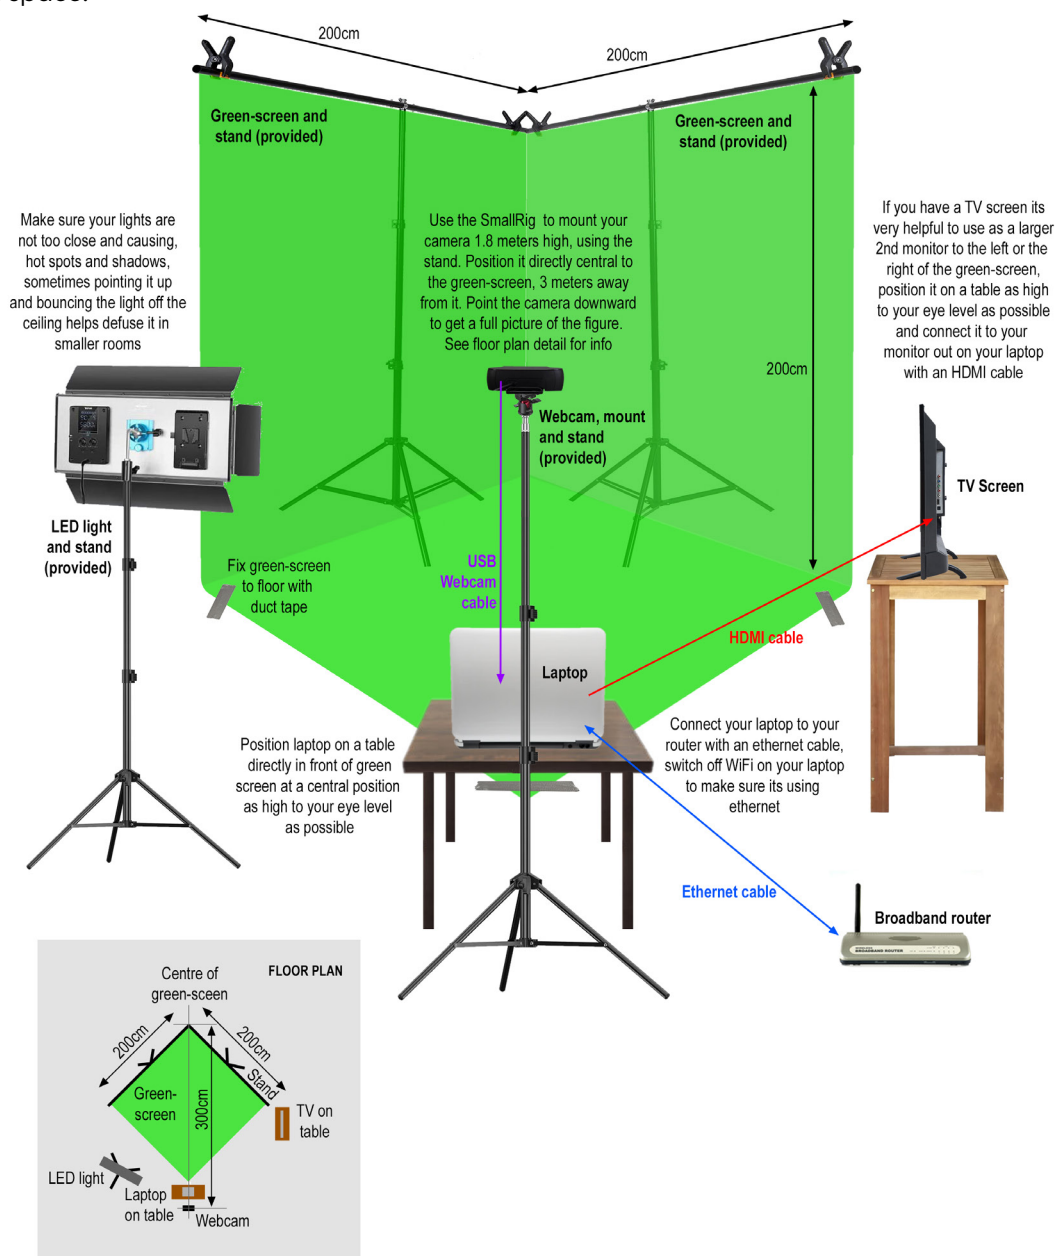 space.
200cm
200cm
Green-screen and
stand (provided)
Green-screen and
stand (provided)
Make sure your lights are
not too close and causing,
hot spots and shadows,
sometimes pointing it up
and bouncing the light off the
ceiling helps defuse it in
smaller rooms
Use the SmallRig to mount your
camera 1.8 meters high, using the
stand. Position it directly central to
the green-screen, 3 meters away
from it. Point the camera downward
to get a full picture of the figure.
See floor plan detail for info
If you have a TV screen its
very helpful to use as a larger
2nd monitor to the left or the
right of the green-screen,
position it on a table as high
to your eye level as possible
and connect it to your
monitor out on your laptop
with an HDMI cable
200cm
Webcam, mount
and stand
(provided)
TV Screen
LED light
and stand
(provided)
Fix green-screen
to floor with
duct tape
USB
Webcam
cable
HDMI cable
Laptop
Position laptop on a table
directly in front of green
screen at a central position
as high to your eye level
as possible
Connect your laptop to your
router with an ethernet cable,
switch off WiFi on your laptop
to make sure its using
ethernet
Ethernet cable
Broadband router
BROADBAND ROUTER
FLOOR PLAN
Centre of
green-sceen
200cm
200cm
Stand
Green-
screen
300cm
TV on
table
LED light
Laptop
on table
Webcam